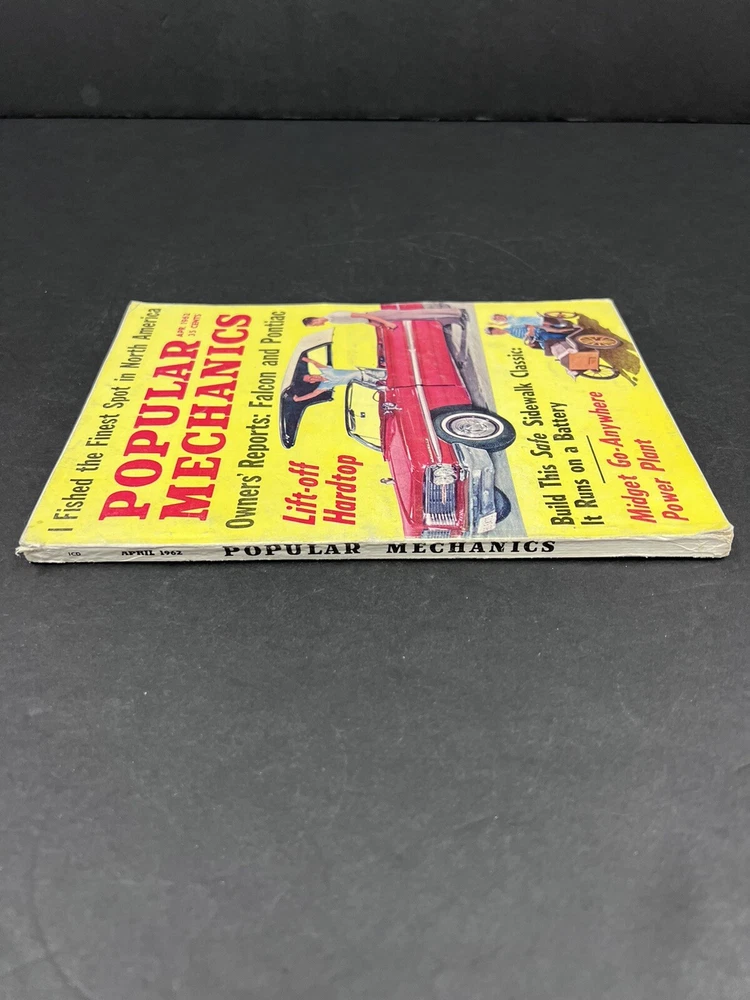 I Fished the Finest Spot in North America
POPULAR
MECHANICS
APR. 1962
35 CENTS
Owners' Reports: Falcon and Pontiac
Lift-off
Hardtop
Build This Safe Sidewalk Classic:
It Runs on a Battery
Midget Go-Anywhere
Power Plant
ICD APRIL 1962 POPULAR MECHANICS